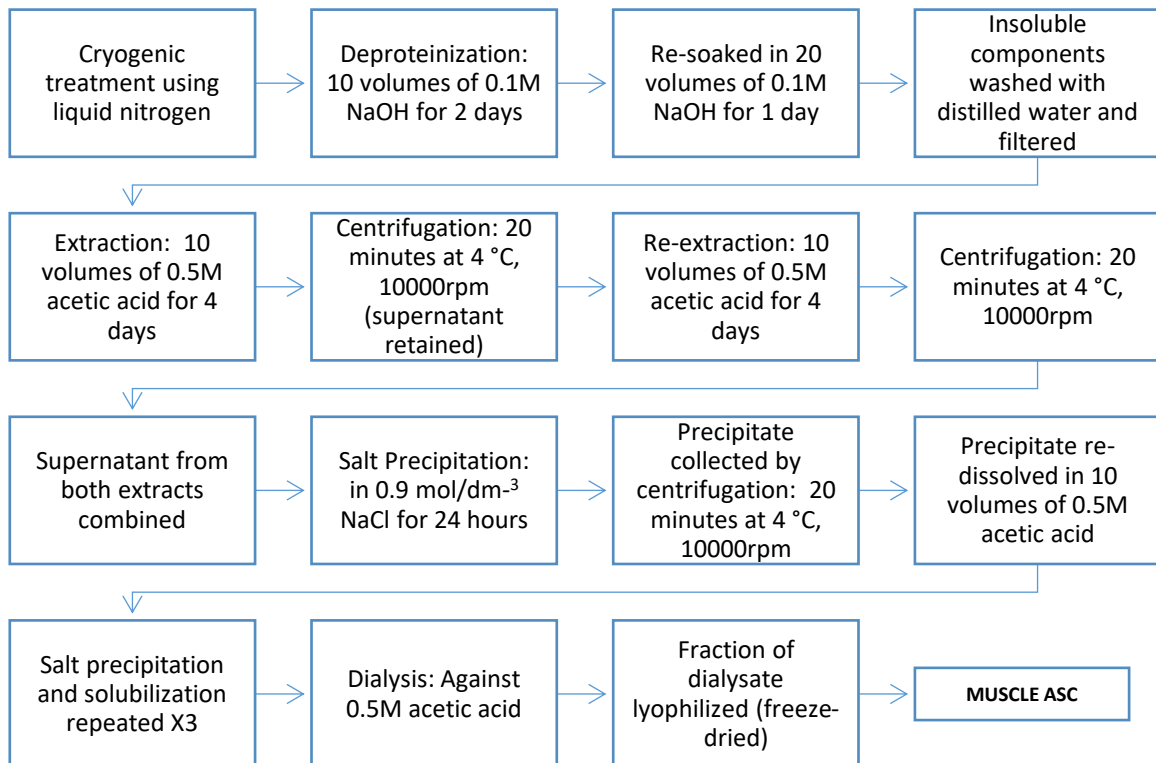 Cryogenic
treatment using
liquid nitrogen
Deproteinization:
10 volumes of 0.1M
NaOH for 2 days
Re-soaked in 20
volumes of 0.1M
NaOH for 1 day
Insoluble
components
washed with
distilled water and
filtered
Extraction: 10
volumes of 0.5M
acetic acid for 4
days
Centrifugation: 20
minutes at 4 °C,
10000rpm
(supernatant
retained)
Re-extraction: 10
volumes of 0.5M
acetic acid for 4
days
Centrifugation: 20
minutes at 4 °C,
10000rpm
Supernatant from
both extracts
combined
Salt Precipitation:
in 0.9 mol/dm-³
NaCl for 24 hours
Precipitate
collected by
centrifugation: 20
minutes at 4 °C,
10000rpm
Precipitate re-
dissolved in 10
volumes of 0.5M
acetic acid
Salt precipitation
and solubilization
repeated X3
Dialysis: Against
0.5M acetic acid
Fraction of
dialysate
lyophilized (freeze-
dried)
MUSCLE ASC